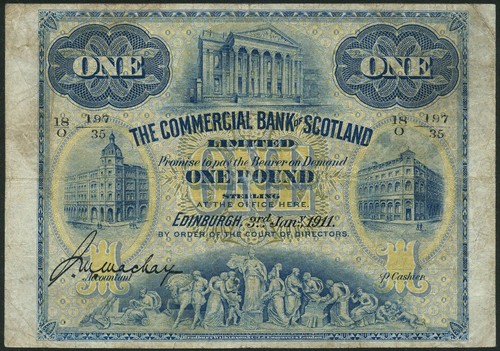 ONE ONE
18/O 197/35 18/O 197/35
THE COMMERCIAL BANK OF SCOTLAND
LIMITED
Promise to pay the Bearer on Demand
ONE POUND
STERLING
AT THE OFFICE HERE.
EDINBURGH, 3rd Jany 1911.
BY ORDER OF THE COURT OF DIRECTORS.
Accountant P Cashier